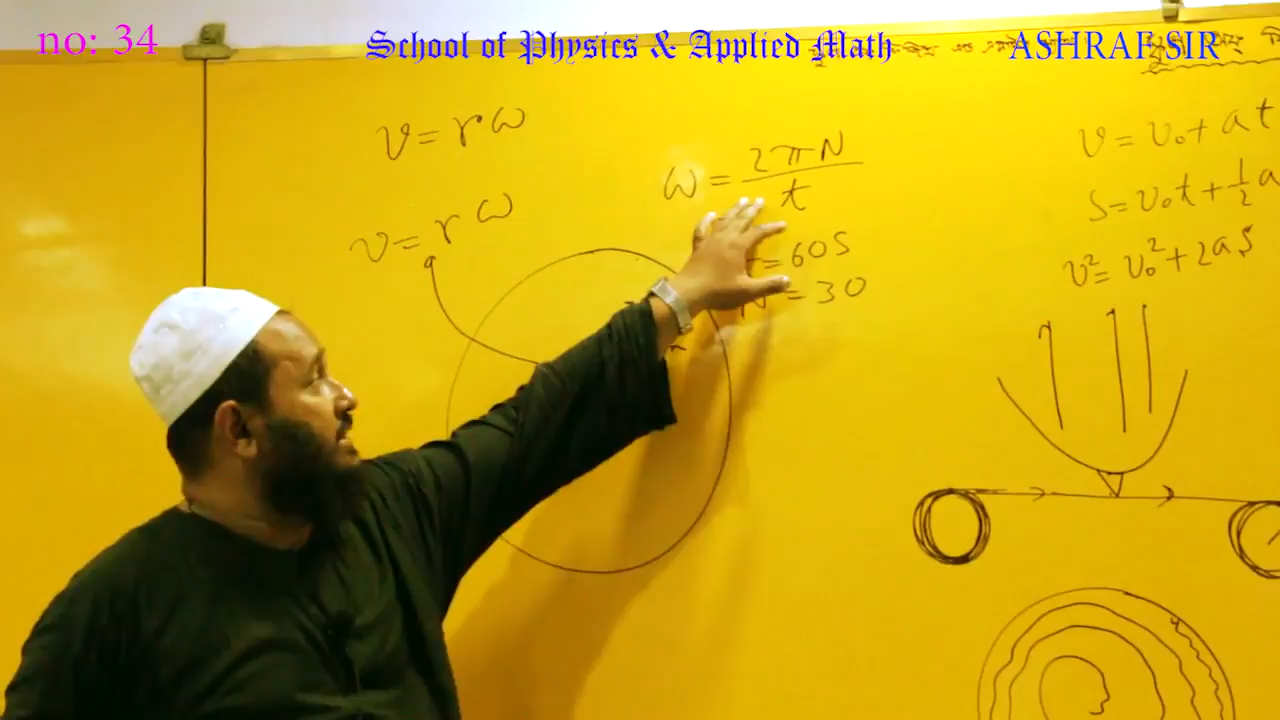 no: 34
School of Physics & Applied Math
ASHRAF SIR
v = rω
ω = 2πN / t
v = rω
= 60S
N = 30
v = v₀ + at
S = v₀t + 1/2 a
v² = v₀² + 2aS